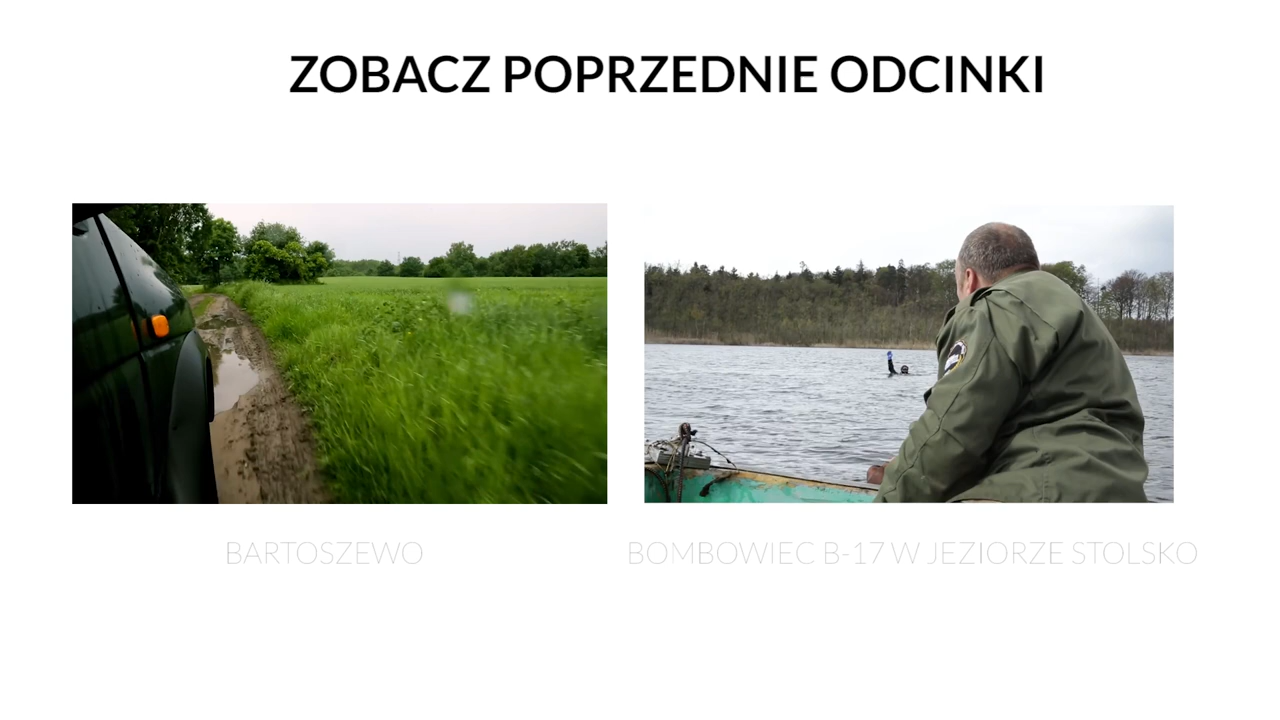 ZOBACZ POPRZEDNIE ODCINKI
BARTOSZEWO
BOMBOWIEC B-17 W JEZIORZE STOLSKO